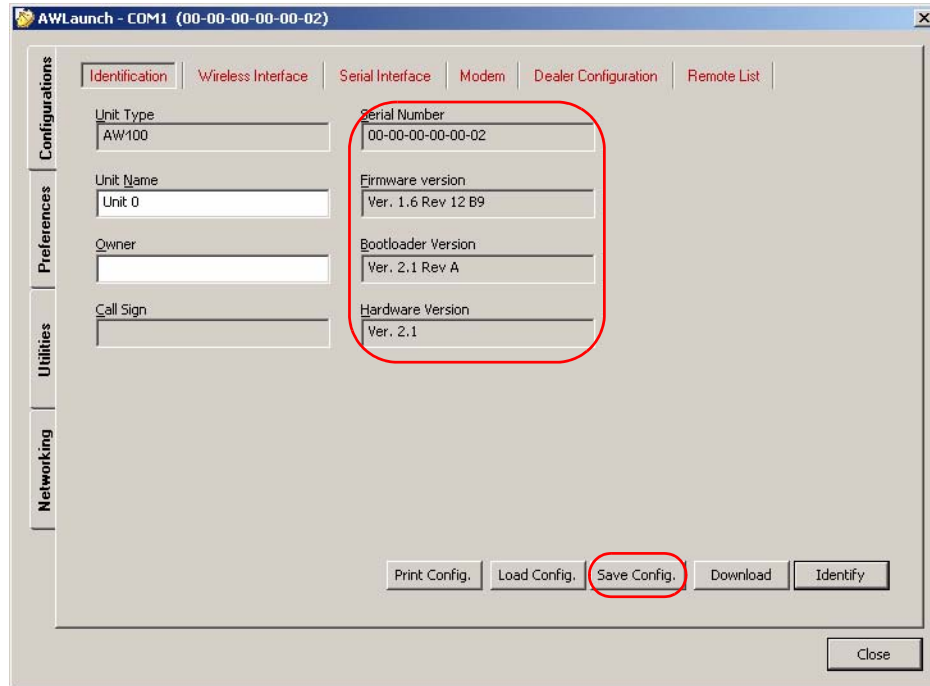 AWLaunch - COM1 (00-00-00-00-00-02)
Configurations
Preferences
Utilities
Networking
Identification Wireless Interface Serial Interface Modem Dealer Configuration Remote List
Unit Type
AW100
Serial Number
00-00-00-00-00-02
Unit Name
Unit 0
Firmware version
Ver. 1.6 Rev 12 B9
Owner
Bootloader Version
Ver. 2.1 Rev A
Call Sign
Hardware Version
Ver. 2.1
Print Config. Load Config. Save Config. Download Identify
Close